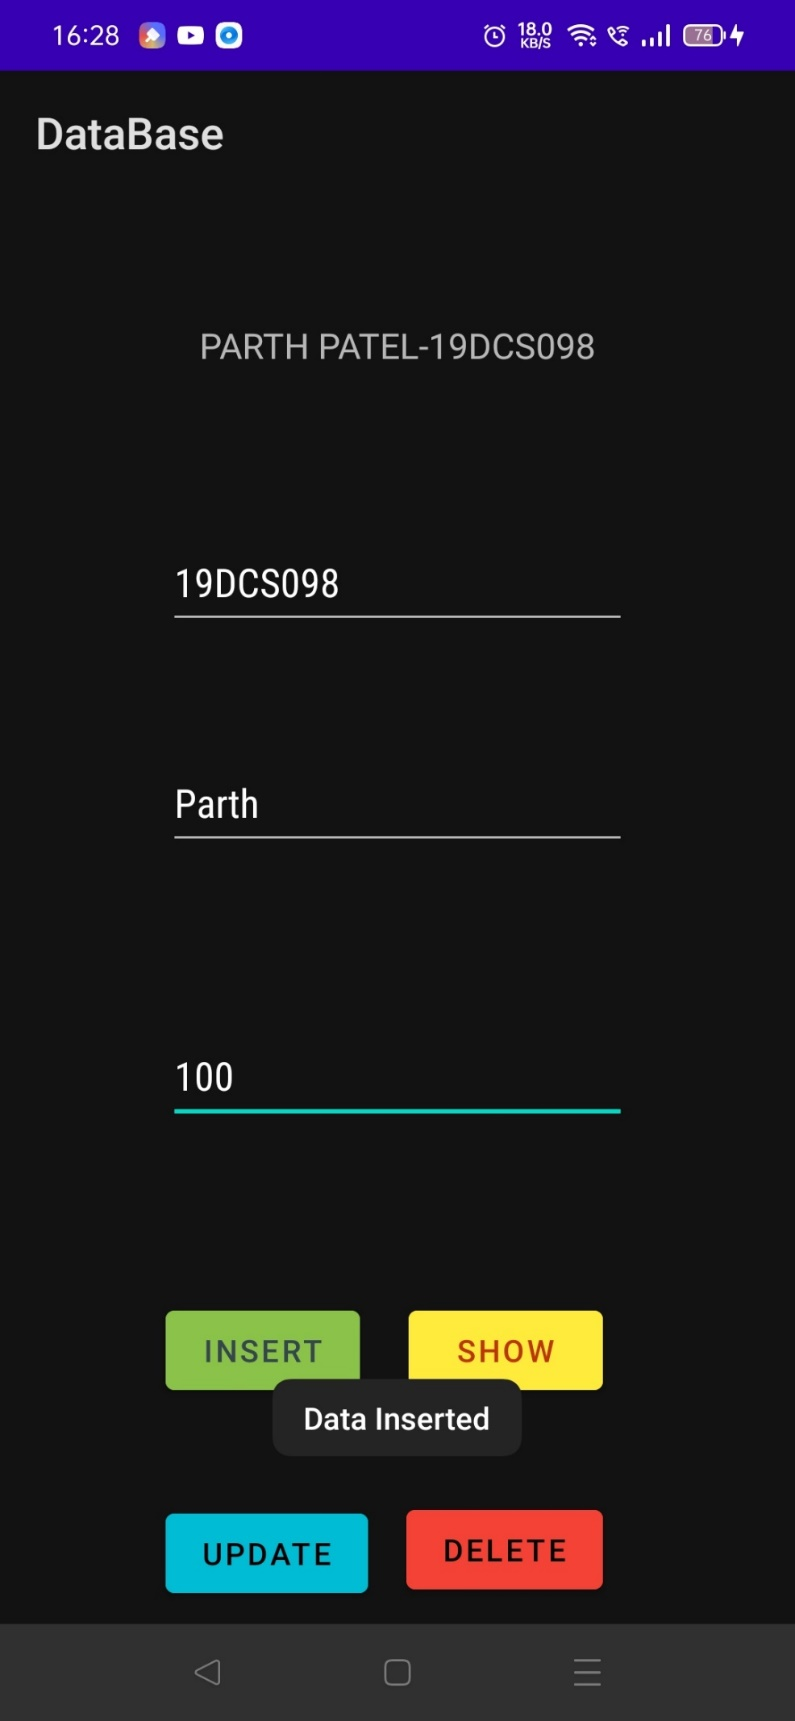 16:28 18.0 KB/S 76
DataBase
PARTH PATEL-19DCS098
19DCS098
Parth
100
INSERT SHOW
Data Inserted
UPDATE DELETE